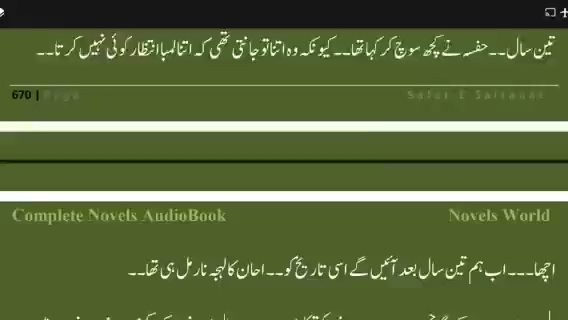 تین سال۔۔ حفسہ نے کچھ سوچ کر کہا تھا۔۔ کیونکہ وہ اتنا تو جانتی تھی کہ اتنا لمبا انتظار کوئی نہیں کرتا۔۔
670 | Page
Complete Novels AudioBook Novels World
اچھا۔۔۔ اب ہم تین سال بعد آئیں گے اسی تاریخ کو۔۔ احان کا لہجہ نارمل ہی تھا۔۔